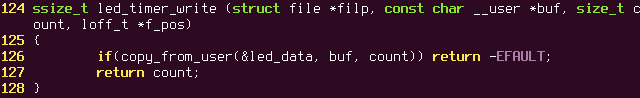 124 ssize_t led_timer_write (struct file *filp, const char __user *buf, size_t c
ount, loff_t *f_pos)
125 {
126         if(copy_from_user(&led_data, buf, count)) return -EFAULT;
127         return count;
128 }